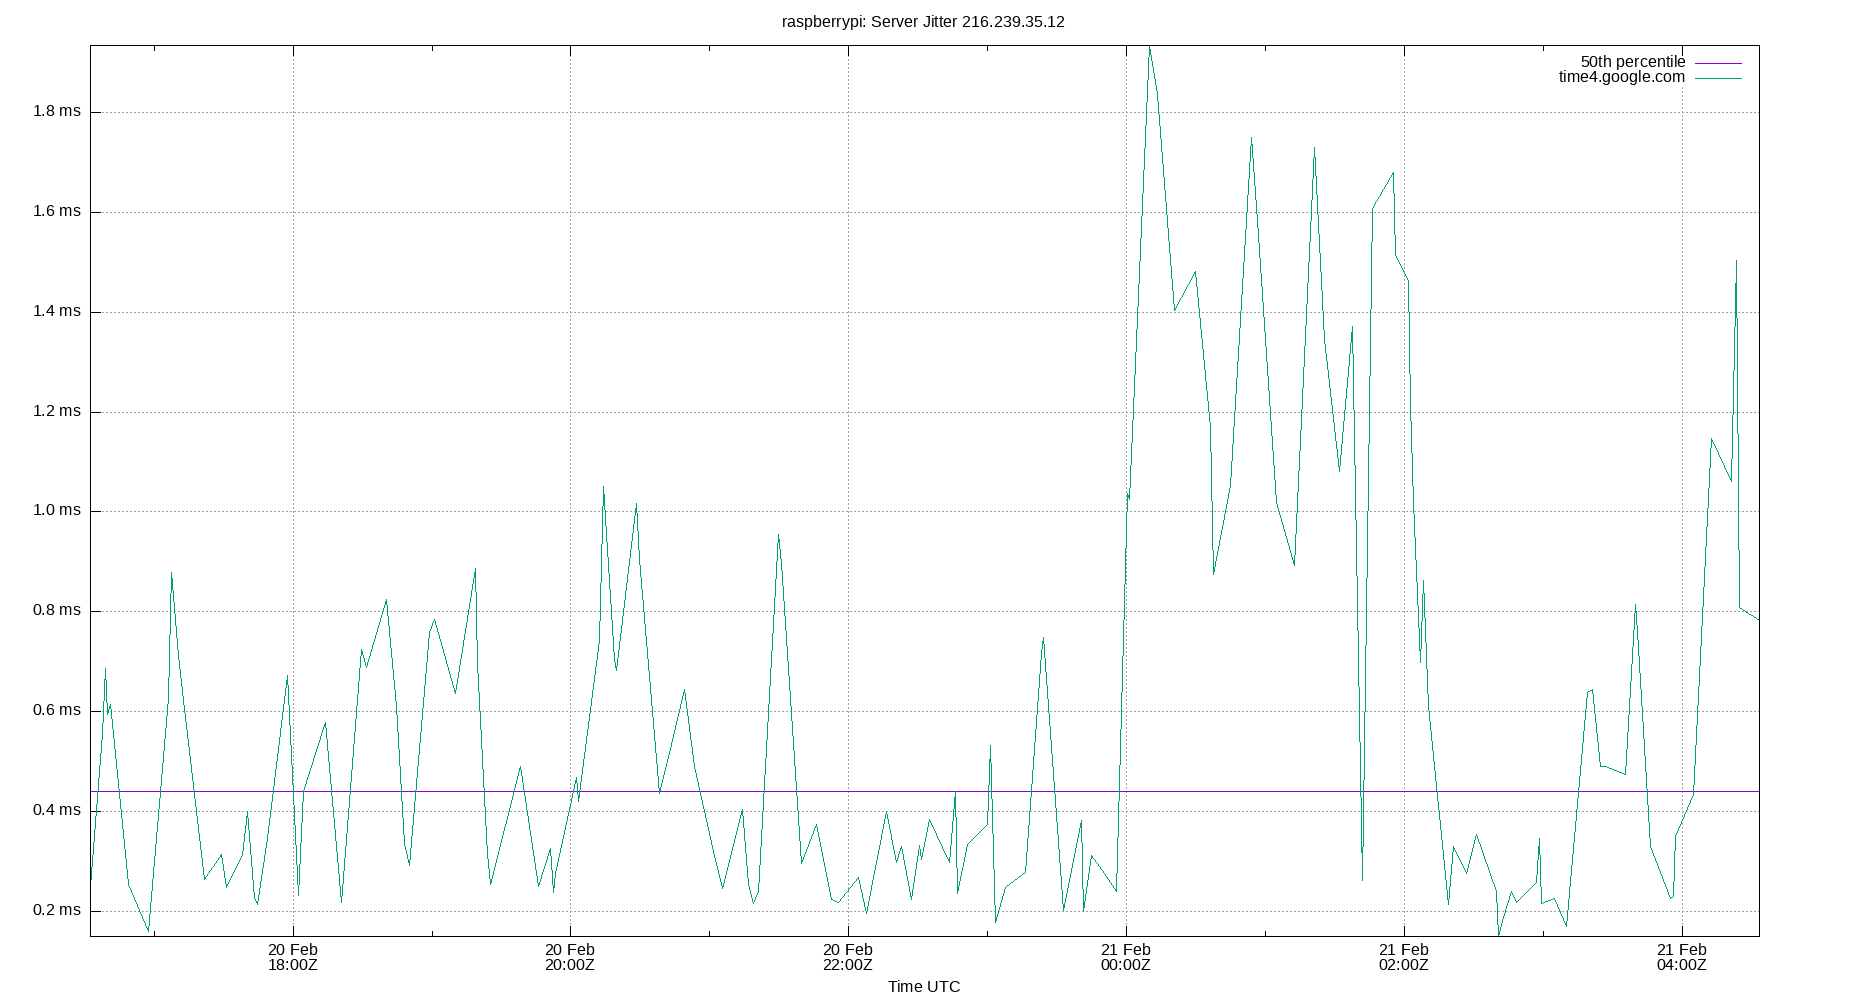 raspberrypi: Server Jitter 216.239.35.12
50th percentile
time4.google.com
1.8 ms
1.6 ms
1.4 ms
1.2 ms
1.0 ms
0.8 ms
0.6 ms
0.4 ms
0.2 ms
20 Feb 20 Feb 20 Feb 21 Feb 21 Feb 21 Feb
18:00Z 20:00Z 22:00Z 00:00Z 02:00Z 04:00Z
Time UTC